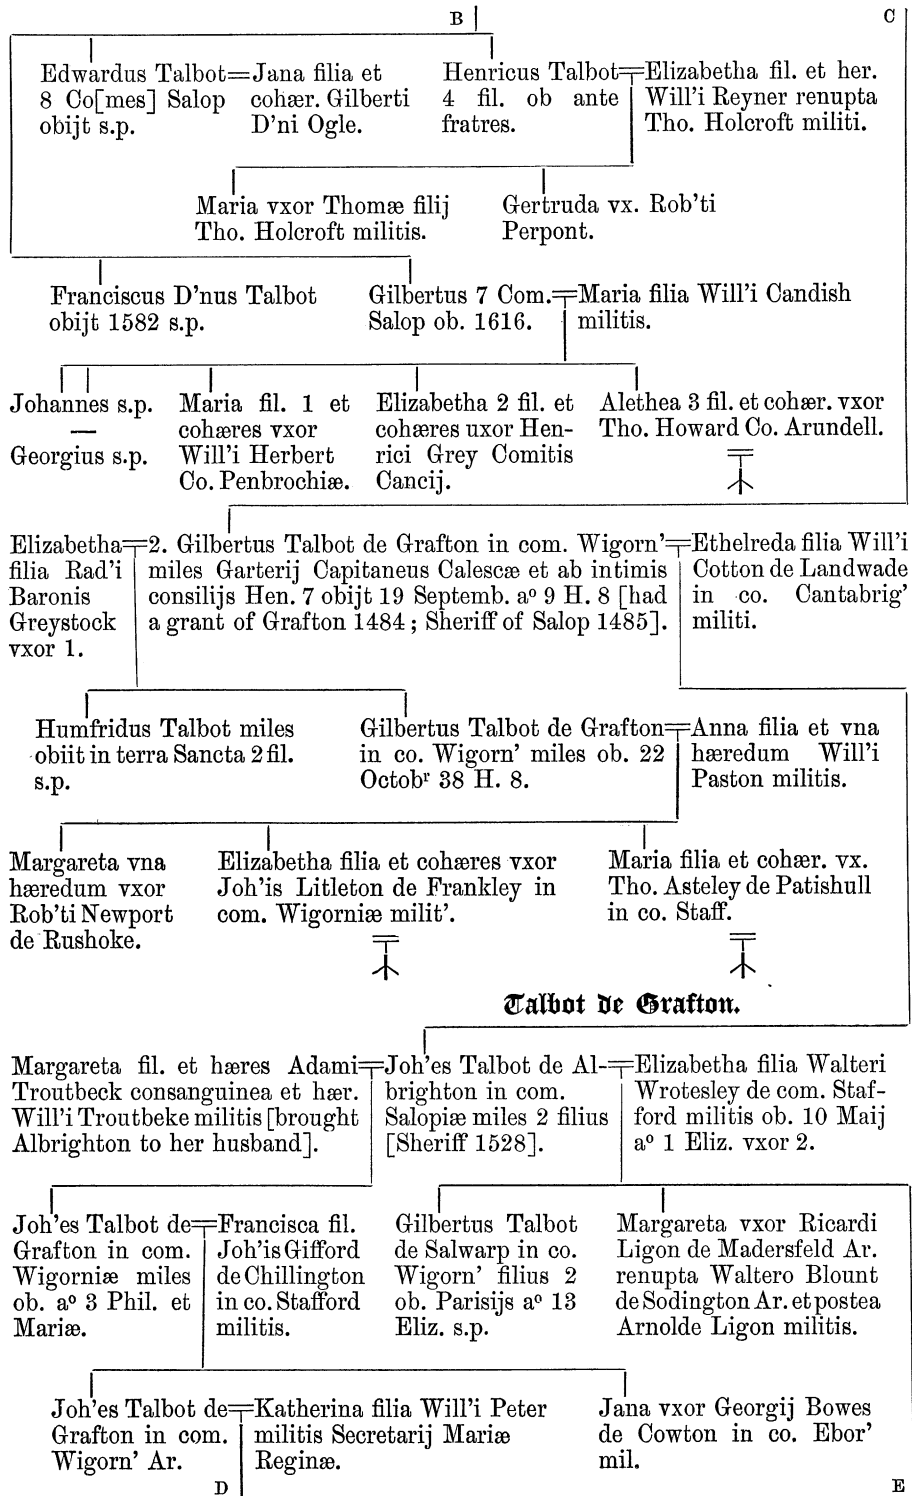 B
C
Edwardus Talbot
8 Co[mes] Salop
obijt s.p.
Jana filia et
cohær. Gilberti
D'ni Ogle.
Henricus Talbot
4 fil. ob ante
fratres.
Elizabetha fil. et her.
Will'i Reyner renupta
Tho. Holcroft militi.
Maria vxor Thomæ filij
Tho. Holcroft militis.
Gertruda vx. Rob'ti
Perpont.
Franciscus D'nus Talbot
obijt 1582 s.p.
Gilbertus 7 Com.
Salop ob. 1616.
Maria filia Will'i Candish
militis.
Johannes s.p.
—
Georgius s.p.
Maria fil. 1 et
cohæres vxor
Will'i Herbert
Co. Penbrochiæ.
Elizabetha 2 fil. et
cohæres uxor Hen-
rici Grey Comitis
Cancij.
Alethea 3 fil. et cohær. vxor
Tho. Howard Co. Arundell.
Elizabetha
filia Rad'i
Baronis
Greystock
vxor 1.
2. Gilbertus Talbot de Grafton in com. Wigorn'
miles Garterij Capitaneus Calescæ et ab intimis
consilijs Hen. 7 obijt 19 Septemb. aº 9 H. 8 [had
a grant of Grafton 1484; Sheriff of Salop 1485].
Ethelreda filia Will'i
Cotton de Landwade
in co. Cantabrig'
militi.
Humfridus Talbot miles
obiit in terra Sancta 2 fil.
s.p.
Gilbertus Talbot de Grafton
in co. Wigorn' miles ob. 22
Octobʳ 38 H. 8.
Anna filia et vna
hæredum Will'i
Paston militis.
Margareta vna
hæredum vxor
Rob'ti Newport
de Rushoke.
Elizabetha filia et cohæres vxor
Joh'is Litleton de Frankley in
com. Wigorniæ milit'.
Maria filia et cohær. vx.
Tho. Asteley de Patishull
in co. Staff.
Talbot de Grafton.
Margareta fil. et hæres Adami
Troutbeck consanguinea et hær.
Will'i Troutbeke militis [brought
Albrighton to her husband].
Joh'es Talbot de Al-
brighton in com.
Salopiæ miles 2 filius
[Sheriff 1528].
Elizabetha filia Walteri
Wrotesley de com. Staf-
ford militis ob. 10 Maij
aº 1 Eliz. vxor 2.
Joh'es Talbot de
Grafton in com.
Wigorniæ miles
ob. aº 3 Phil. et
Mariæ.
Francisca fil.
Joh'is Gifford
de Chillington
in co. Stafford
militis.
Gilbertus Talbot
de Salwarp in co.
Wigorn' filius 2
ob. Parisijs aº 13
Eliz. s.p.
Margareta vxor Ricardi
Ligon de Madersfeld Ar.
renupta Waltero Blount
de Sodington Ar. et postea
Arnolde Ligon militis.
Joh'es Talbot de
Grafton in com.
Wigorn' Ar.
Katherina filia Will'i Peter
militis Secretarij Mariæ
Reginæ.
Jana vxor Georgij Bowes
de Cowton in co. Ebor'
mil.
D
E